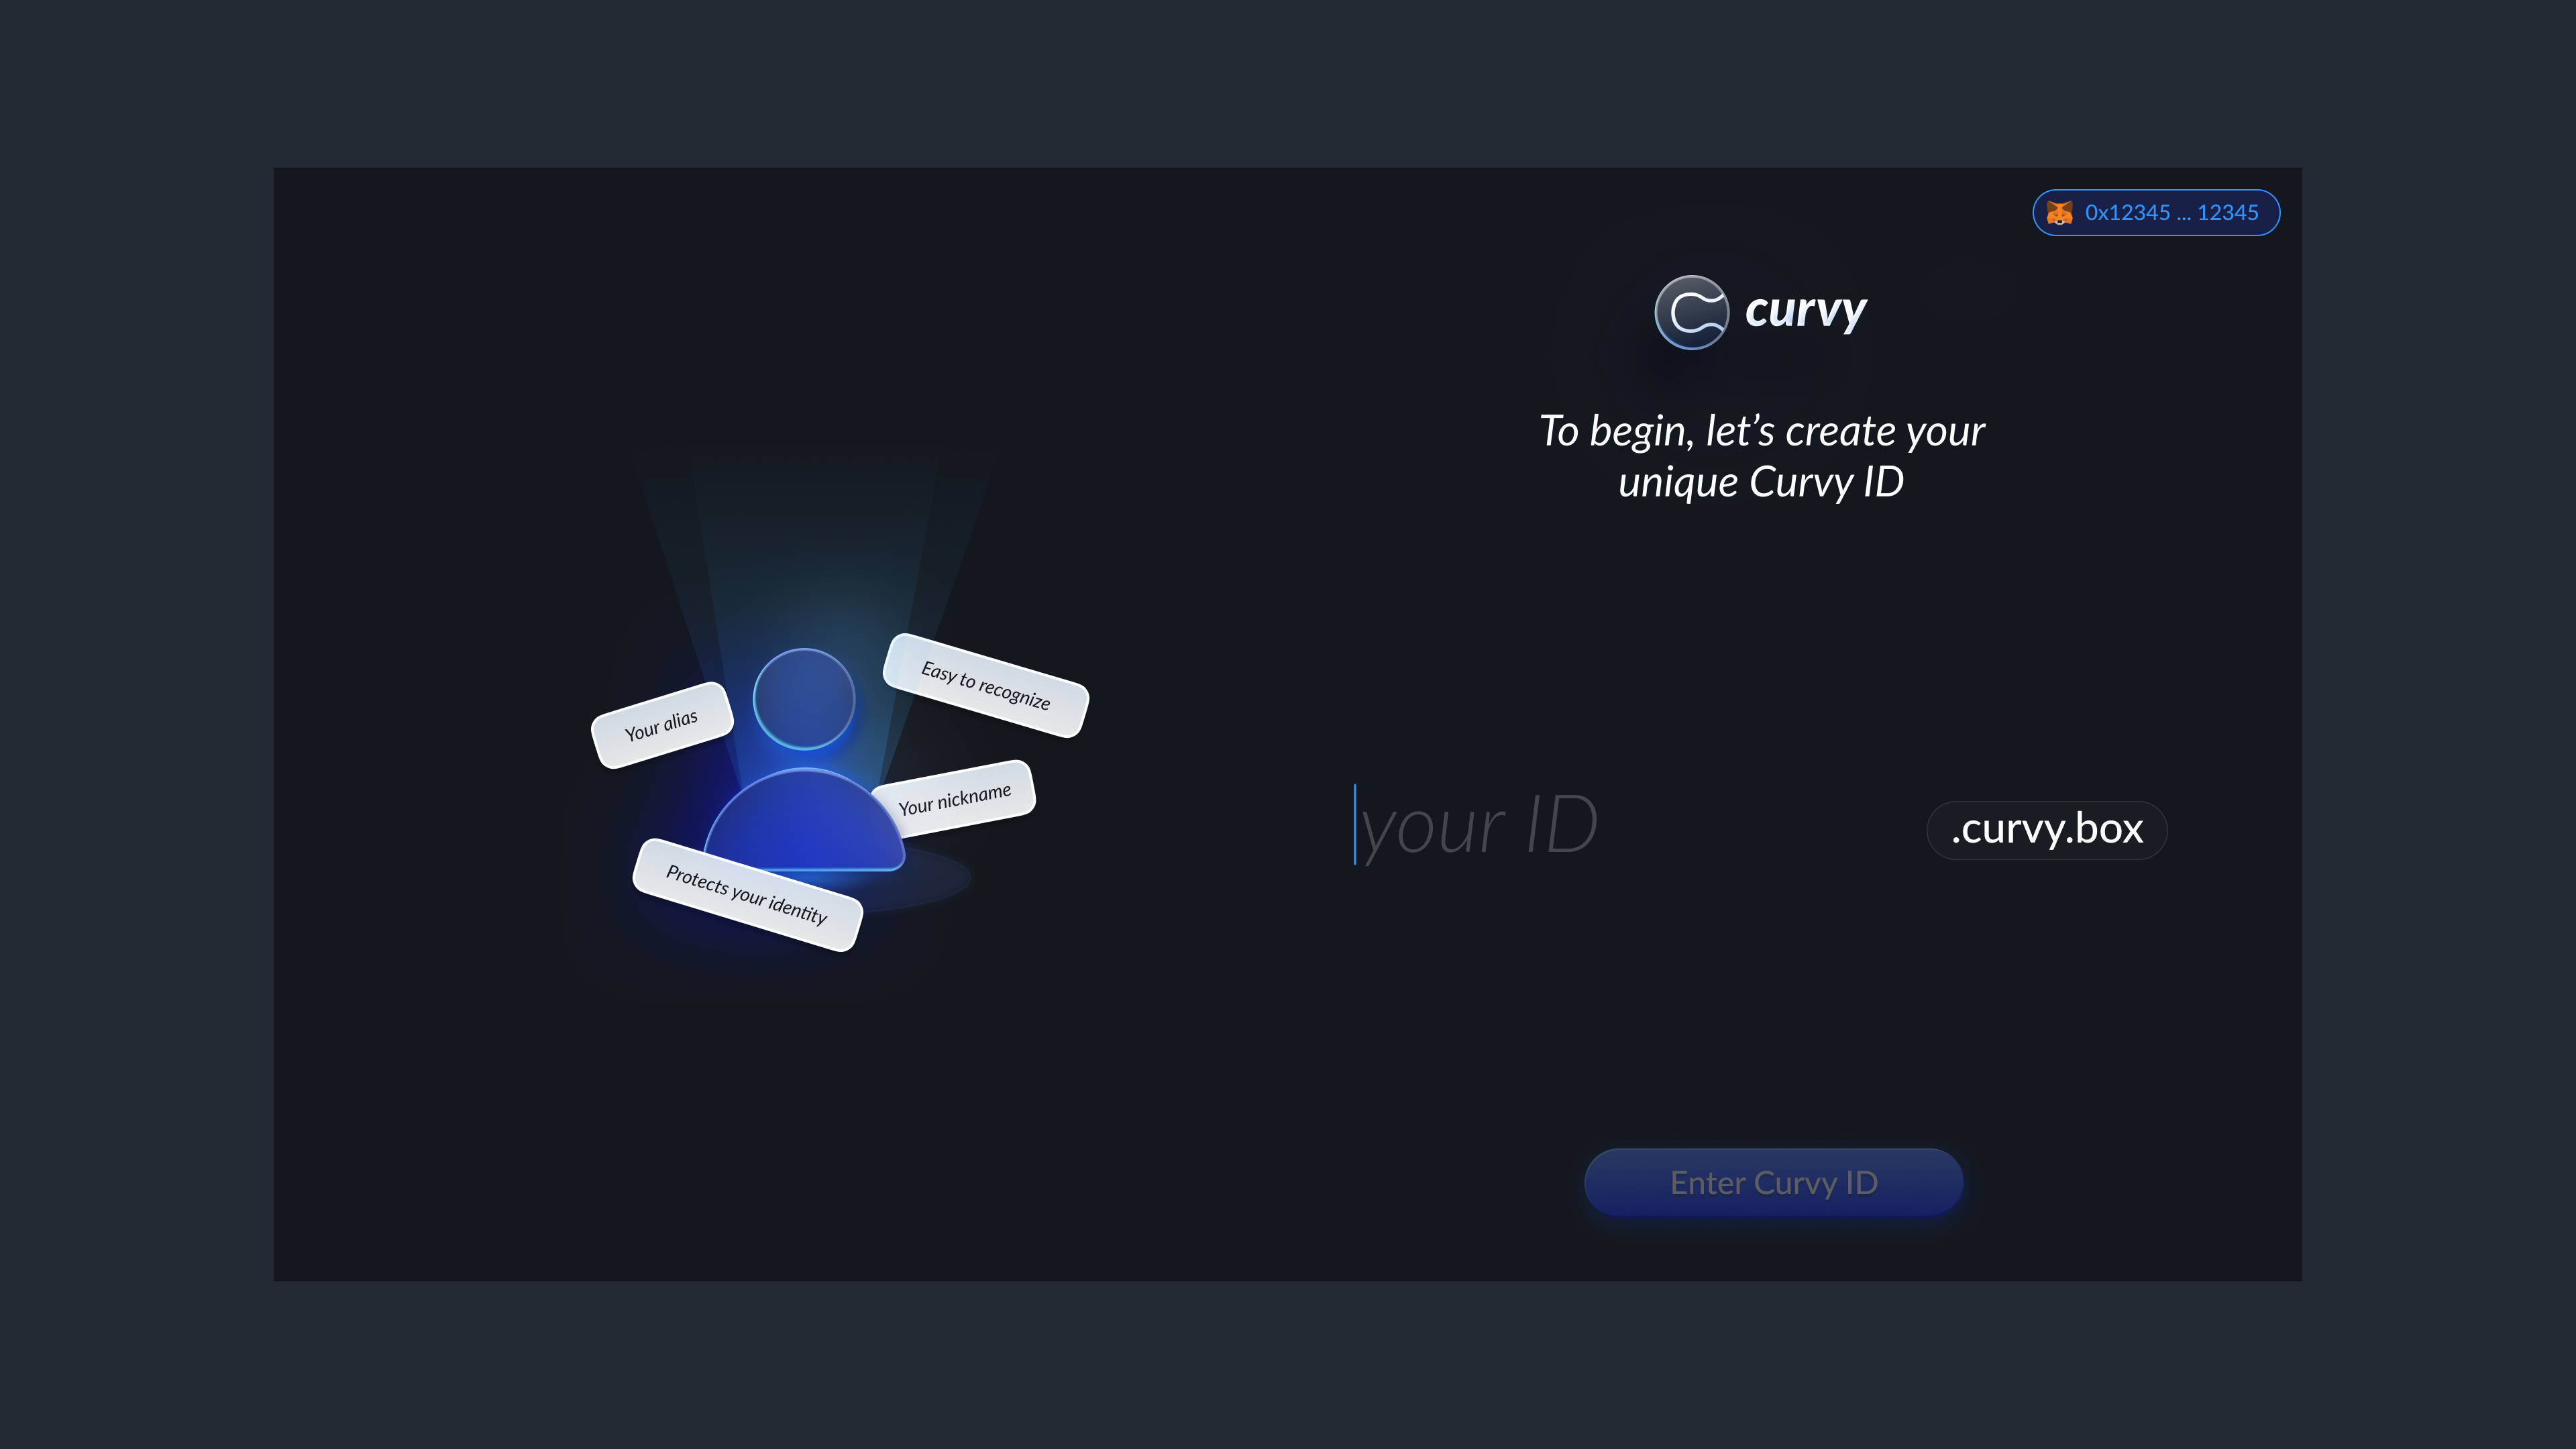 0x12345 ... 12345
curvy
To begin, let’s create your
unique Curvy ID
Easy to recognize
Your alias
Your nickname
Protects your identity
your ID
.curvy.box
Enter Curvy ID